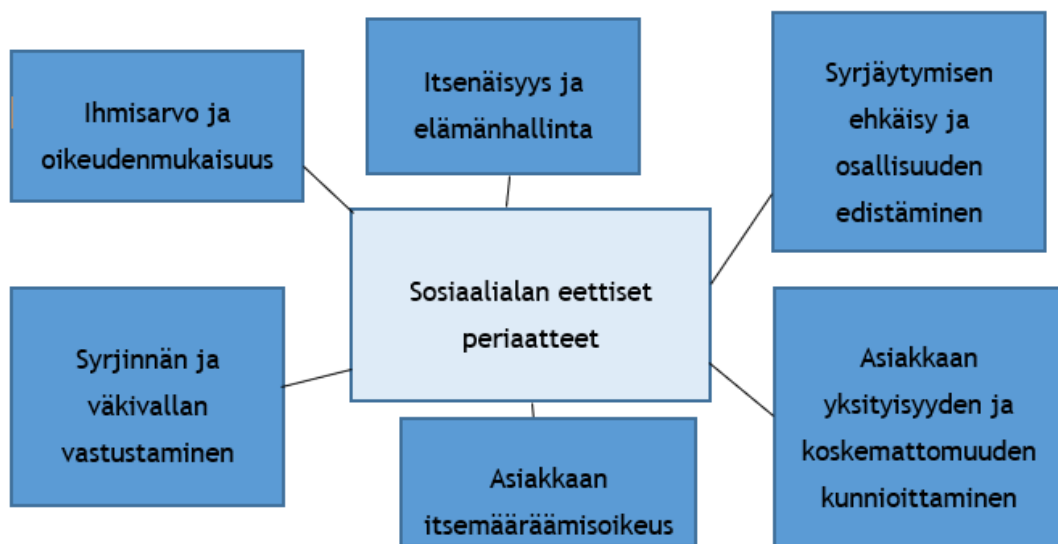 Ihmisarvo ja
oikeudenmukaisuus
Itsenäisyys ja
elämänhallinta
Syrjäytymisen
ehkäisy ja
osallisuuden
edistäminen
Sosiaalialan eettiset
periaatteet
Syrjinnän ja
väkivallan
vastustaminen
Asiakkaan
itsemääräämisoikeus
Asiakkaan
yksityisyyden ja
koskemattomuuden
kunnioittaminen